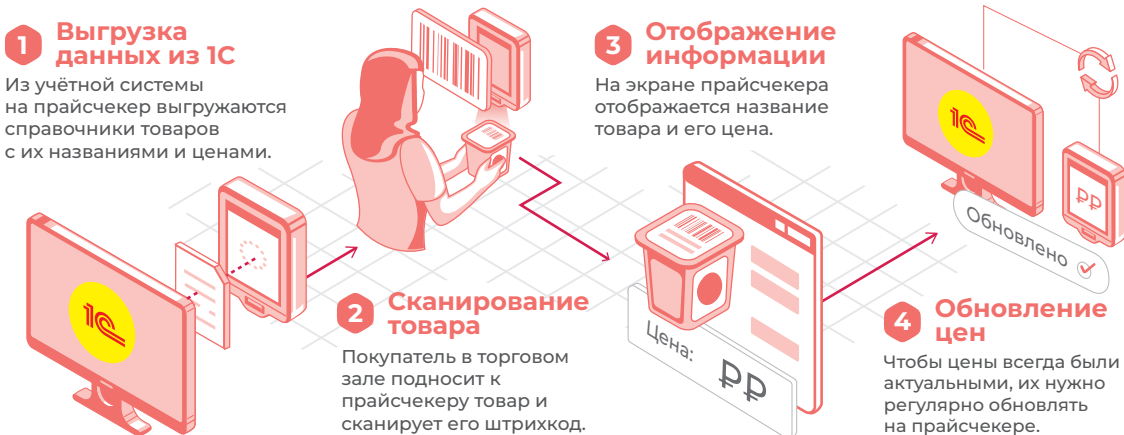 1
Выгрузка
данных из 1С
Из учётной системы
на прайсчекер выгружаются
справочники товаров
с их названиями и ценами.
1С
2
Сканирование
товара
Покупатель в торговом
зале подносит к
прайсчекеру товар и
сканирует его штрихкод.
3
Отображение
информации
На экране прайсчекера
отображается название
товара и его цена.
Цена:
₽₽
4
Обновление
цен
Чтобы цены всегда были
актуальными, их нужно
регулярно обновлять
на прайсчекере.
1С
₽₽
Обновлено